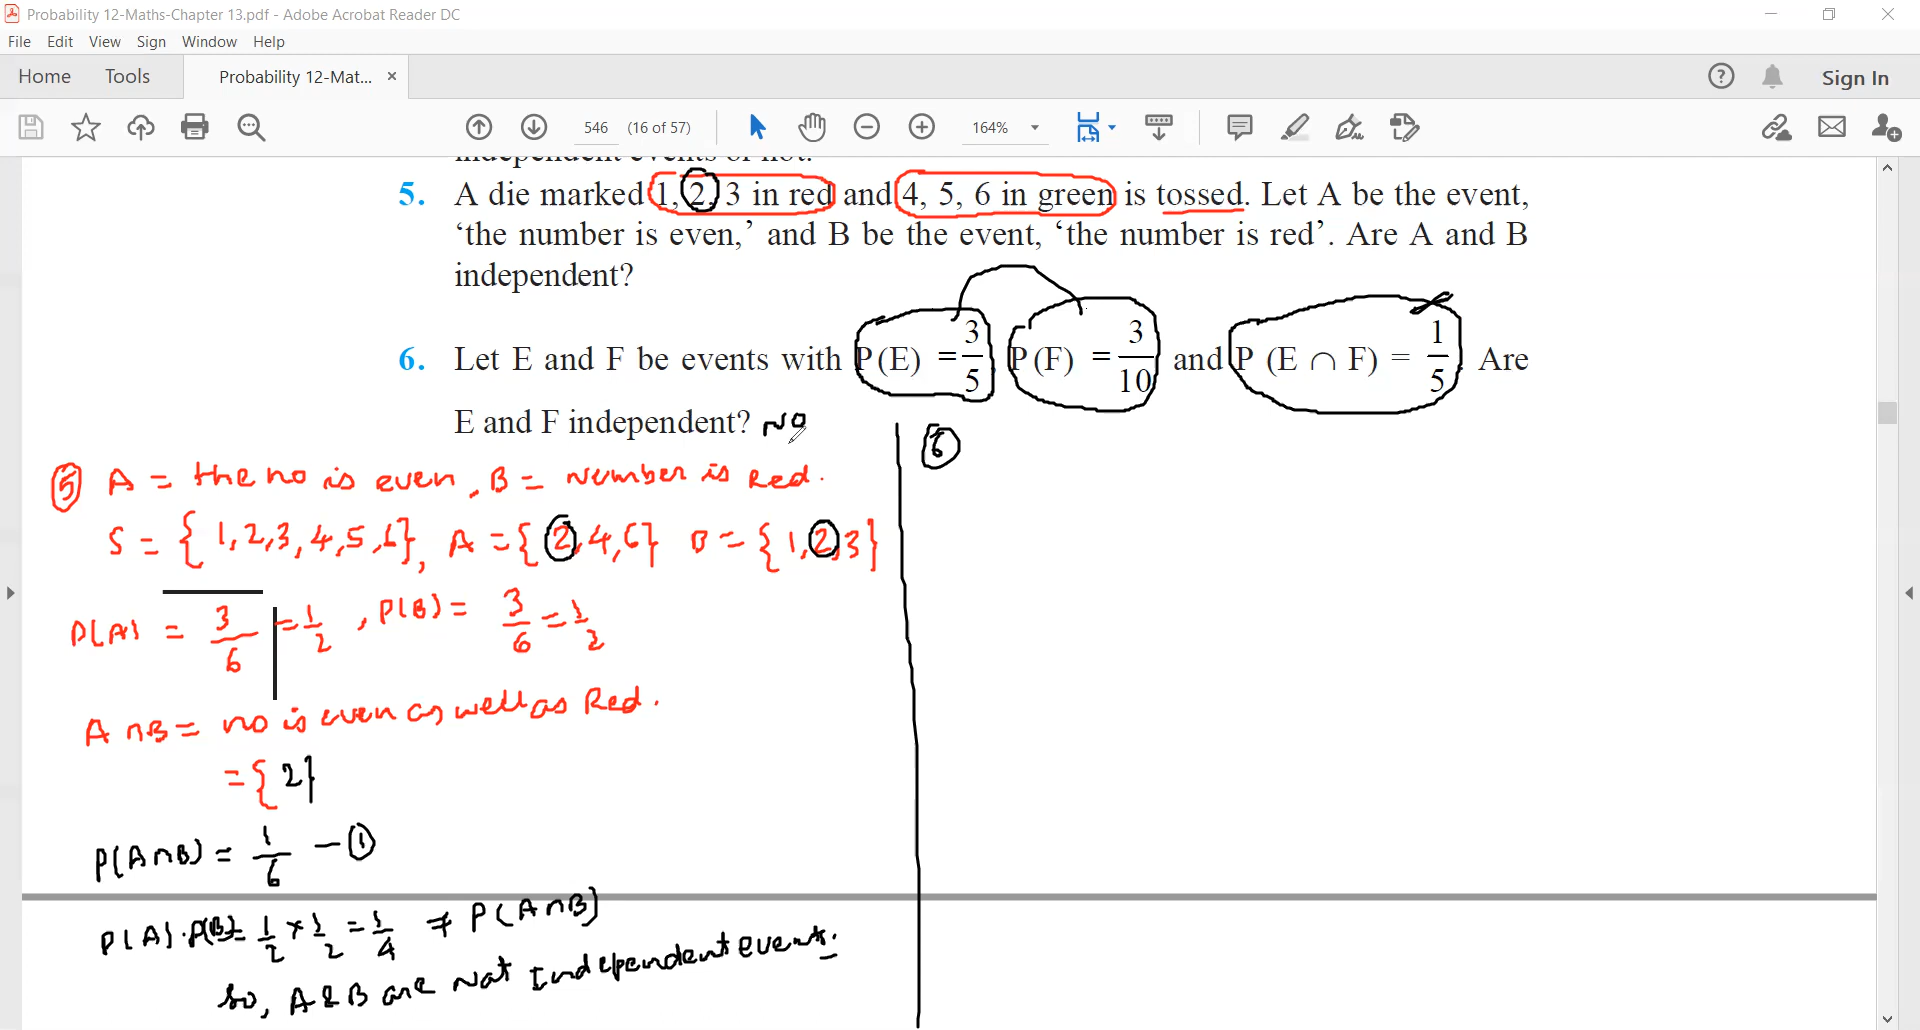 Probability 12-Maths-Chapter 13.pdf - Adobe Acrobat Reader DC
File Edit View Sign Window Help
Home Tools Probability 12-Mat... × Sign In
546 (16 of 57) 164%
independent events or not.
5. A die marked 1, 2, 3 in red and 4, 5, 6 in green is tossed. Let A be the event,
‘the number is even,’ and B be the event, ‘the number is red’. Are A and B
independent?
6. Let E and F be events with P(E) = 3/5, P(F) = 3/10 and P (E ∩ F) = 1/5. Are
E and F independent? NO
⑥
⑤ A = the no is even, B = Number is Red.
S = {1,2,3,4,5,6}, A = {2,4,6} B = {1,2,3}
P(A) = 3/6 = 1/2, P(B) = 3/6 = 1/2
A∩B = no is even as well as Red.
= {2}
P(A∩B) = 1/6 — ①
P(A).P(B) = 1/2 × 1/2 = 1/4 ≠ P(A∩B)
So, A & B are Not Independent events.